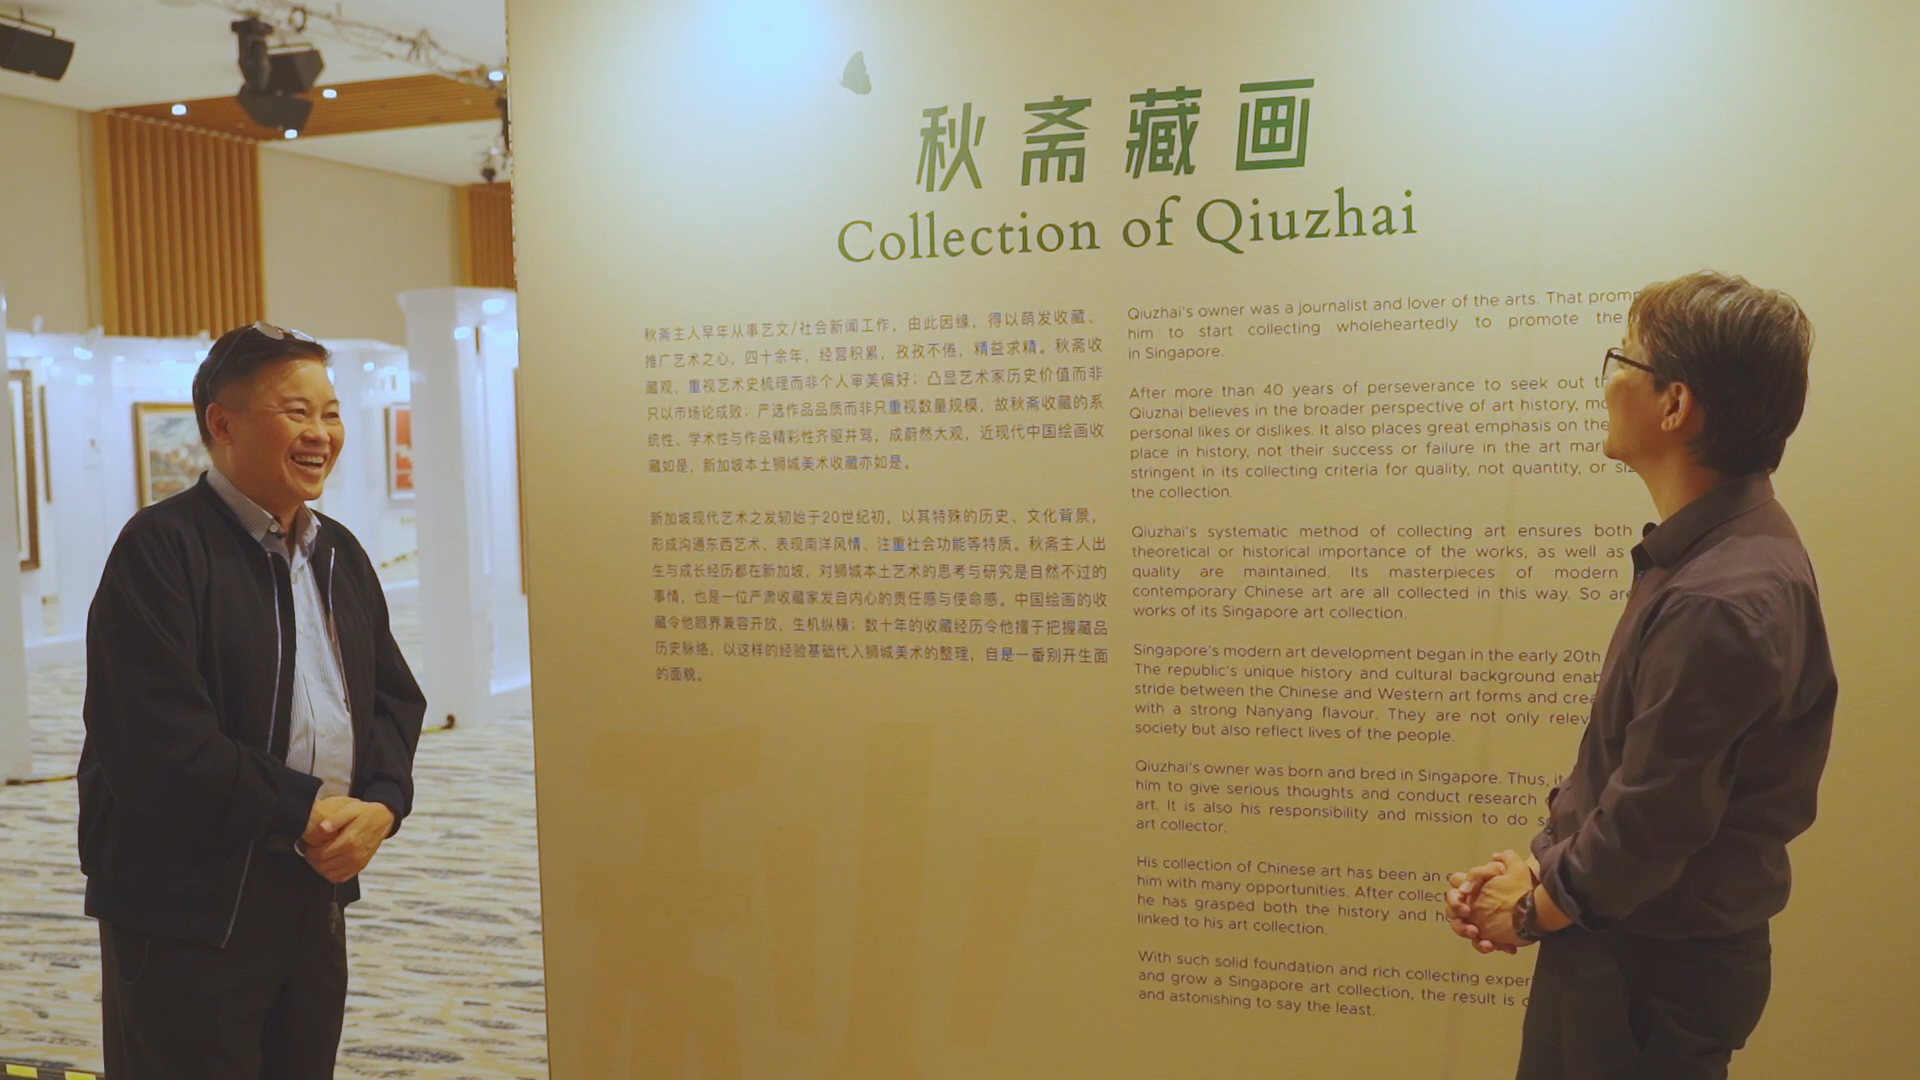 秋斋藏画
Collection of Qiuzhai
秋斋主人早年从事艺文/社会新闻工作，由此因缘，得以萌发收藏、
推广艺术之心，四十余年，经营积累，孜孜不倦，精益求精。秋斋收
藏观，重视艺术史梳理而非个人审美偏好；凸显艺术家历史价值而非
只以市场论成败；严选作品品质而非只重视数量规模，故秋斋收藏的系
统性、学术性与作品精彩性齐驱并驾，成蔚然大观，近现代中国绘画收
藏如是，新加坡本土狮城美术收藏亦如是。
新加坡现代艺术之发轫始于20世纪初，以其特殊的历史、文化背景，
形成沟通东西艺术、表现南洋风情、注重社会功能等特质。秋斋主人出
生与成长经历都在新加坡，对狮城本土艺术的思考与研究是自然不过的
事情，也是一位严肃收藏家发自内心的责任感与使命感。中国绘画的收
藏令他眼界兼容开放，生机纵横；数十年的收藏经历令他擅于把握藏品
历史脉络，以这样的经验基础代入狮城美术的整理，自是一番别开生面
的面貌。
Qiuzhai's owner was a journalist and lover of the arts. That
him to start collecting wholeheartedly to promote the
in Singapore.
After more than 40 years of perseverance to seek out
Qiuzhai believes in the broader perspective of art history,
personal likes or dislikes. It also places great emphasis on the
place in history, not their success or failure in the art
stringent in its collecting criteria for quality, not quantity, or
the collection.
Qiuzhai's systematic method of collecting art ensures both
theoretical or historical importance of the works, as well as
quality are maintained. Its masterpieces of modern
contemporary Chinese art are all collected in this way. So
works of its Singapore art collection.
Singapore's modern art development began in the early 20th
The republic's unique history and cultural background
stride between the Chinese and Western art forms and
with a strong Nanyang flavour. They are not only
society but also reflect lives of the people.
Qiuzhai's owner was born and bred in Singapore. Thus, it
him to give serious thoughts and conduct research
art. It is also his responsibility and mission to do
art collector.
His collection of Chinese art has been an
him with many opportunities. After
he has grasped both the history and
linked to his art collection.
With such solid foundation and rich collecting
and grow a Singapore art collection, the result is
and astonishing to say the least.